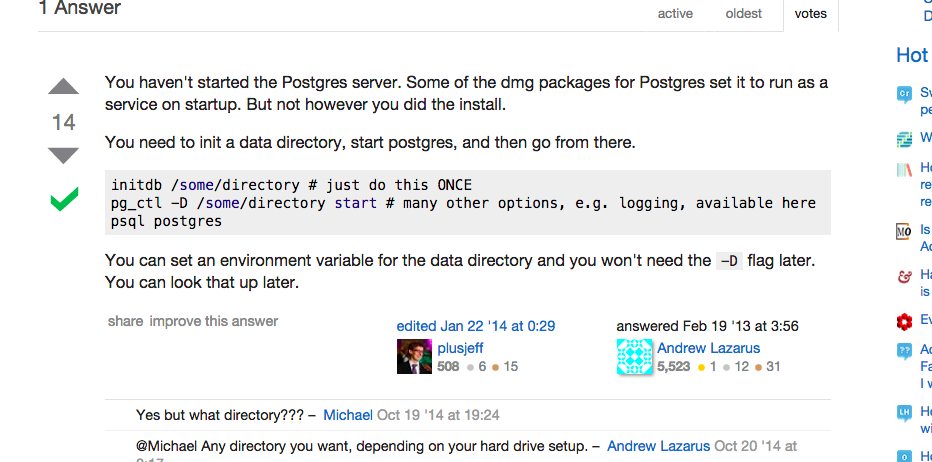 1 Answer
active oldest votes
You haven't started the Postgres server. Some of the dmg packages for Postgres set it to run as a
service on startup. But not however you did the install.
14
You need to init a data directory, start postgres, and then go from there.
initdb /some/directory # just do this ONCE
pg_ctl -D /some/directory start # many other options, e.g. logging, available here
psql postgres
You can set an environment variable for the data directory and you won't need the -D flag later.
You can look that up later.
share improve this answer
edited Jan 22 '14 at 0:29
plusjeff
508 6 15
answered Feb 19 '13 at 3:56
Andrew Lazarus
5,523 1 12 31
Yes but what directory??? – Michael Oct 19 '14 at 19:24
@Michael Any directory you want, depending on your hard drive setup. – Andrew Lazarus Oct 20 '14 at
D
Hot
Cr
pe
W
re
re
MO Is
is
??
I w
LH
wi